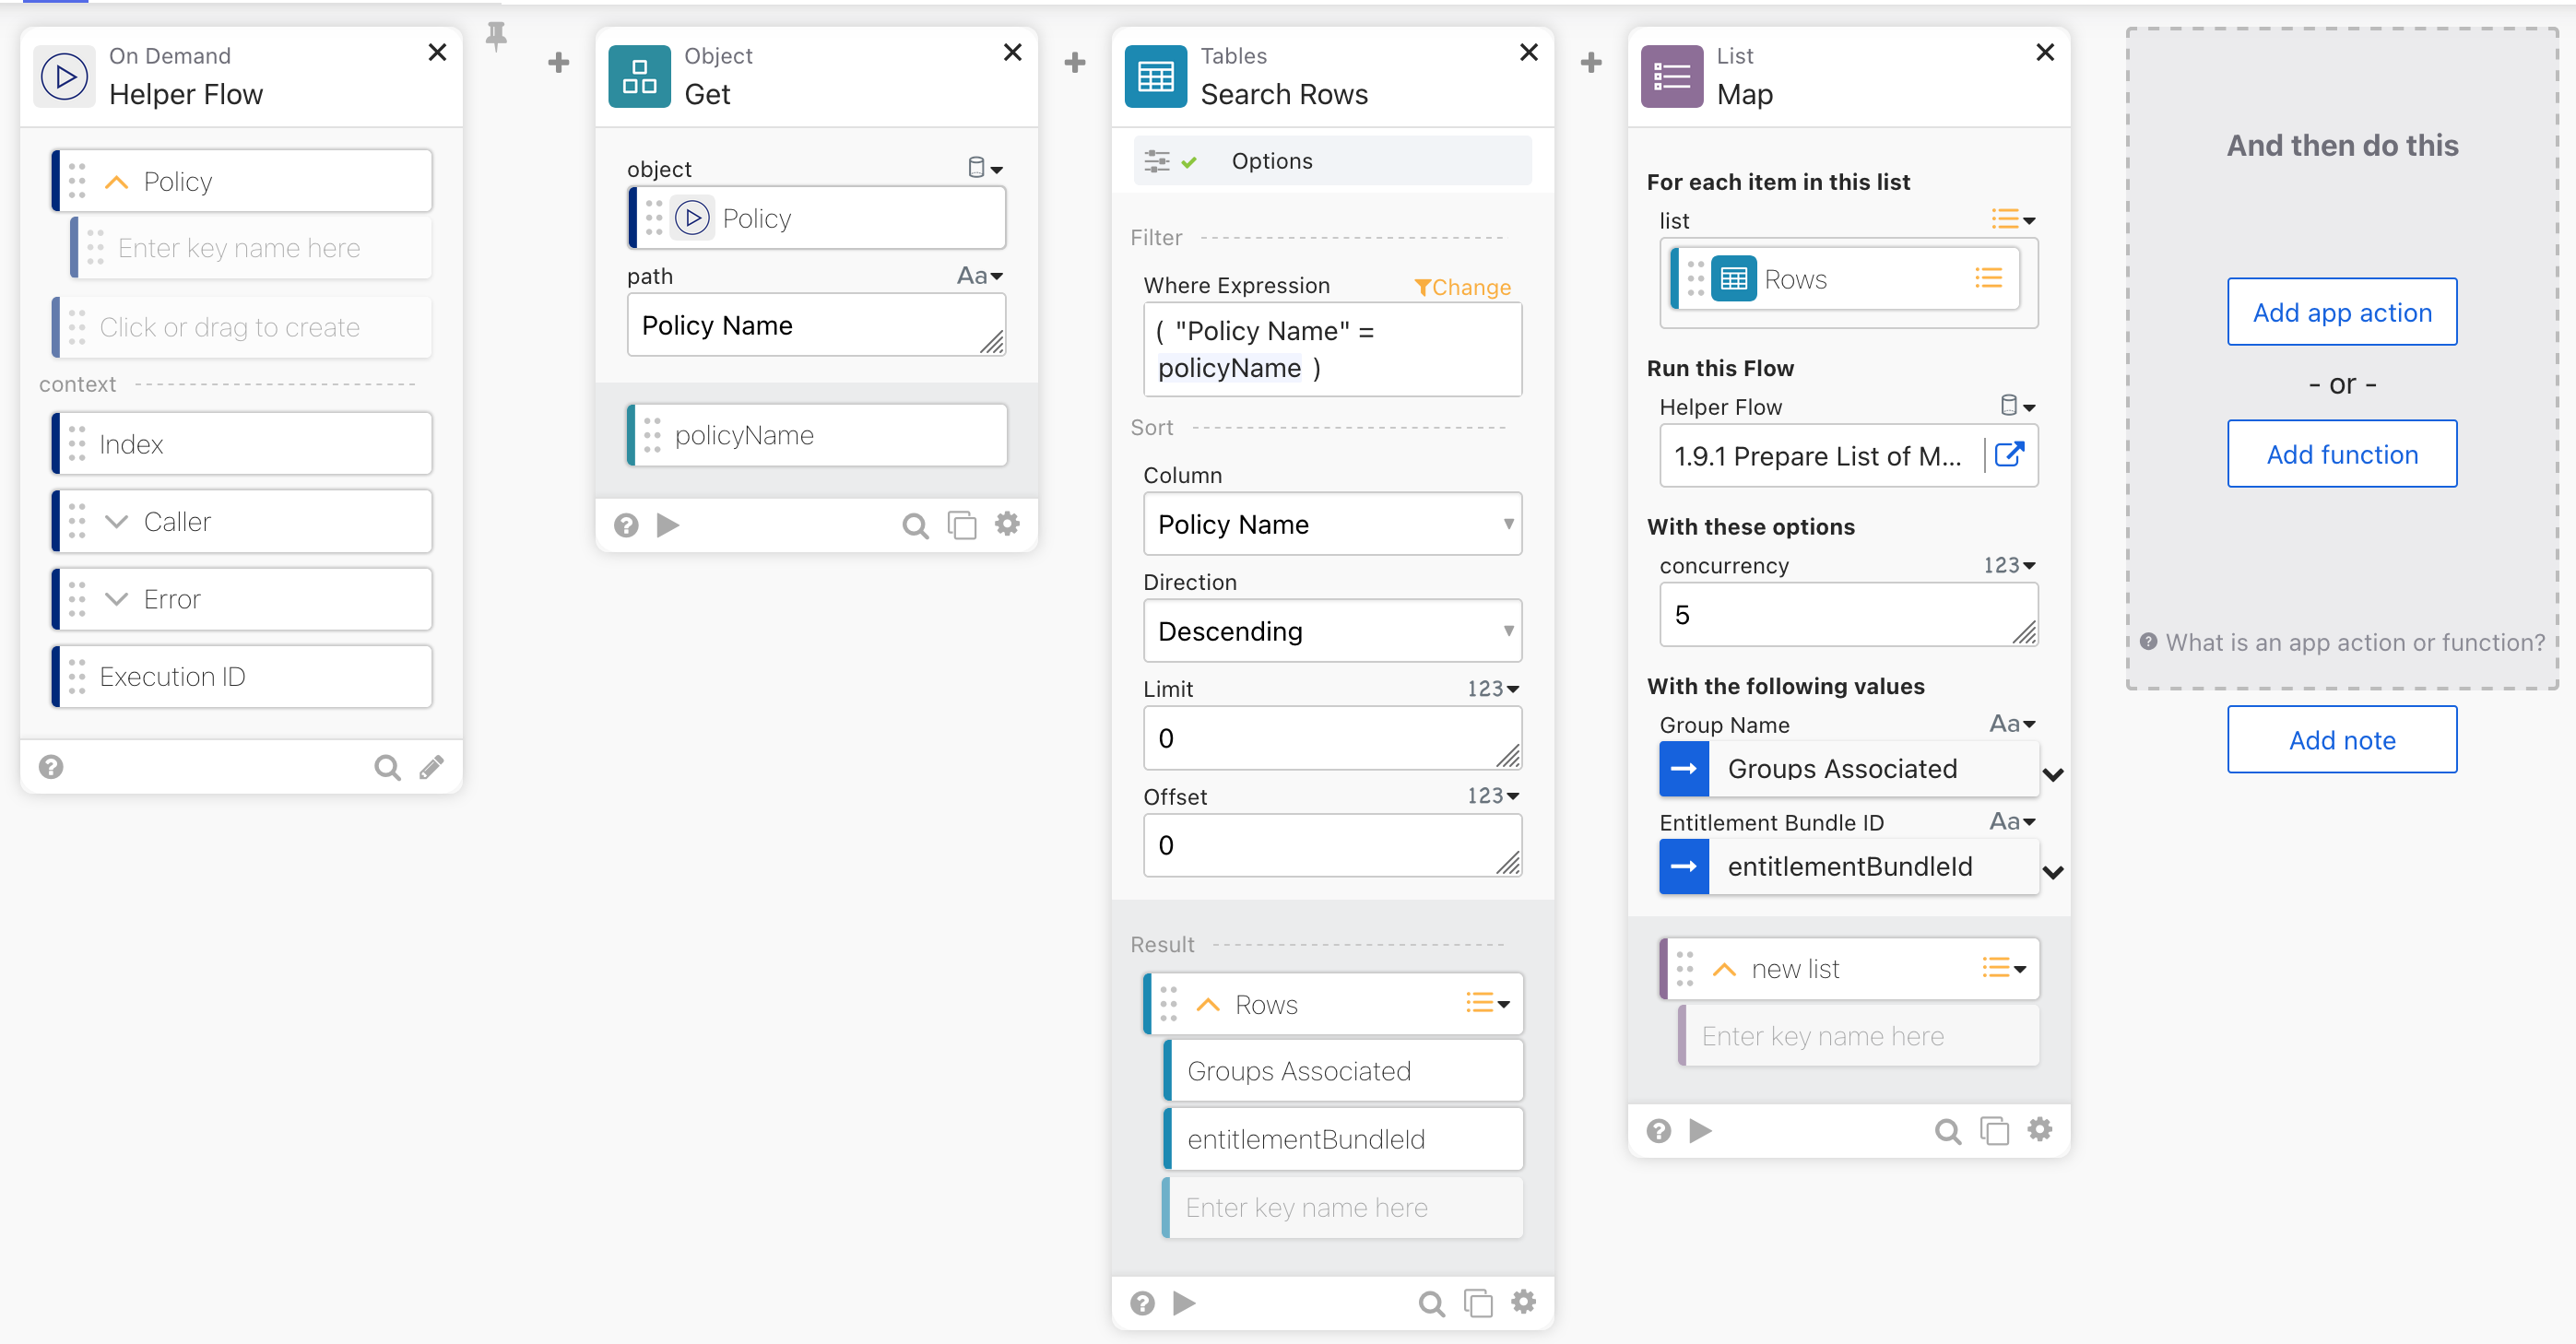 On Demand
Helper Flow
Policy
Enter key name here
Click or drag to create
context
Index
Caller
Error
Execution ID
Object
Get
object
Policy
path
Aa
Policy Name
policyName
Tables
Search Rows
Options
Filter
Where Expression
Change
( "Policy Name" =
policyName )
Sort
Column
Policy Name
Direction
Descending
Limit
123
0
Offset
123
0
Result
Rows
Groups Associated
entitlementBundleId
Enter key name here
List
Map
For each item in this list
list
Rows
Run this Flow
Helper Flow
1.9.1 Prepare List of M...
With these options
concurrency
123
5
With the following values
Group Name
Aa
Groups Associated
Entitlement Bundle ID
Aa
entitlementBundleId
new list
Enter key name here
And then do this
Add app action
- or -
Add function
What is an app action or function?
Add note